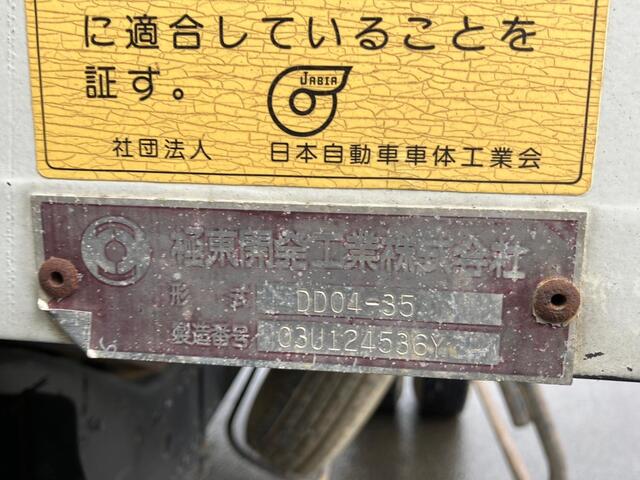 に適合していることを
証す。
JABIA
社団法人 日本自動車車体工業会
極東開発工業株式会社
形式 DD04-35
製造番号 03U124536Y